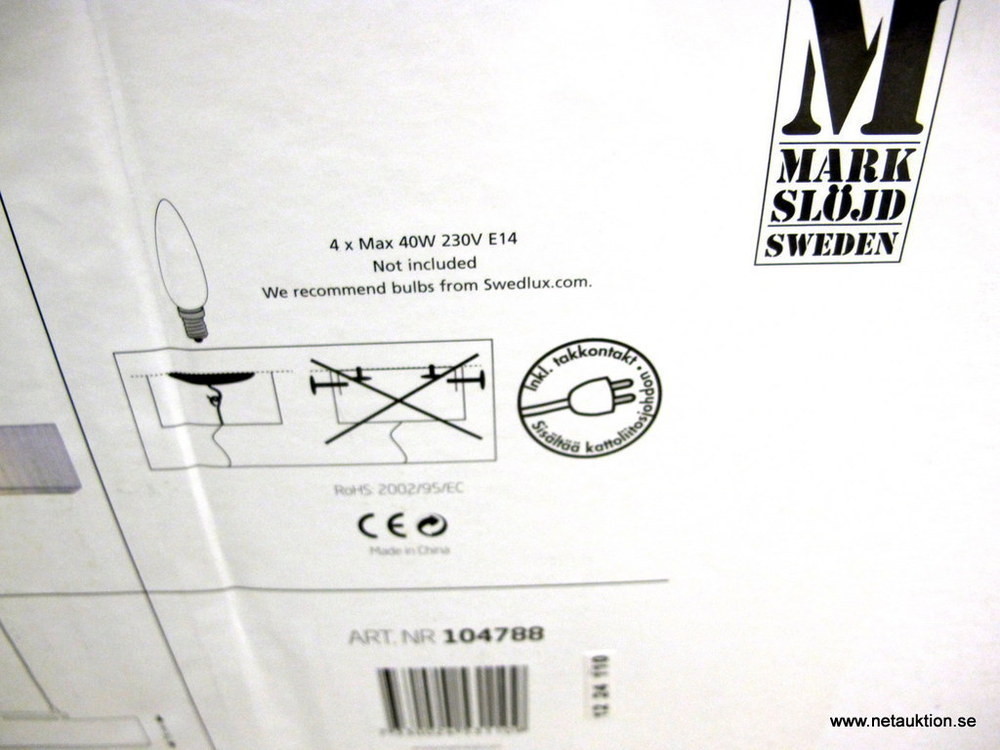 M
MARK
SLÖJD
SWEDEN
4 x Max 40W 230V E14
Not included
We recommend bulbs from Swedlux.com.
Inkl. takkontakt •
Sisältää kattoliitosjohdon
RoHS: 2002/95/EC
CE
Made in China
ART. NR 104788
12 24 110
www.netauktion.se